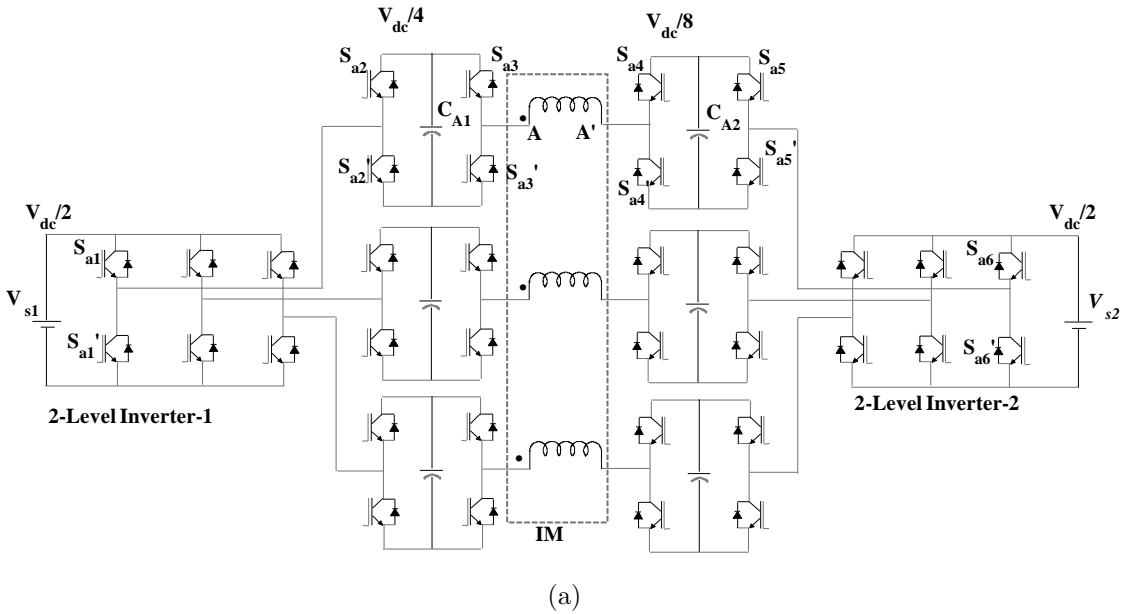 V_dc/4
V_dc/8
S_a2
S_a3
S_a4
S_a5
C_A1
C_A2
A
A'
S_a2'
S_a3'
S_a4'
S_a5'
V_dc/2
V_dc/2
S_a1
S_a6
V_s1
V_s2
S_a1'
S_a6'
2-Level Inverter-1
2-Level Inverter-2
IM
(a)